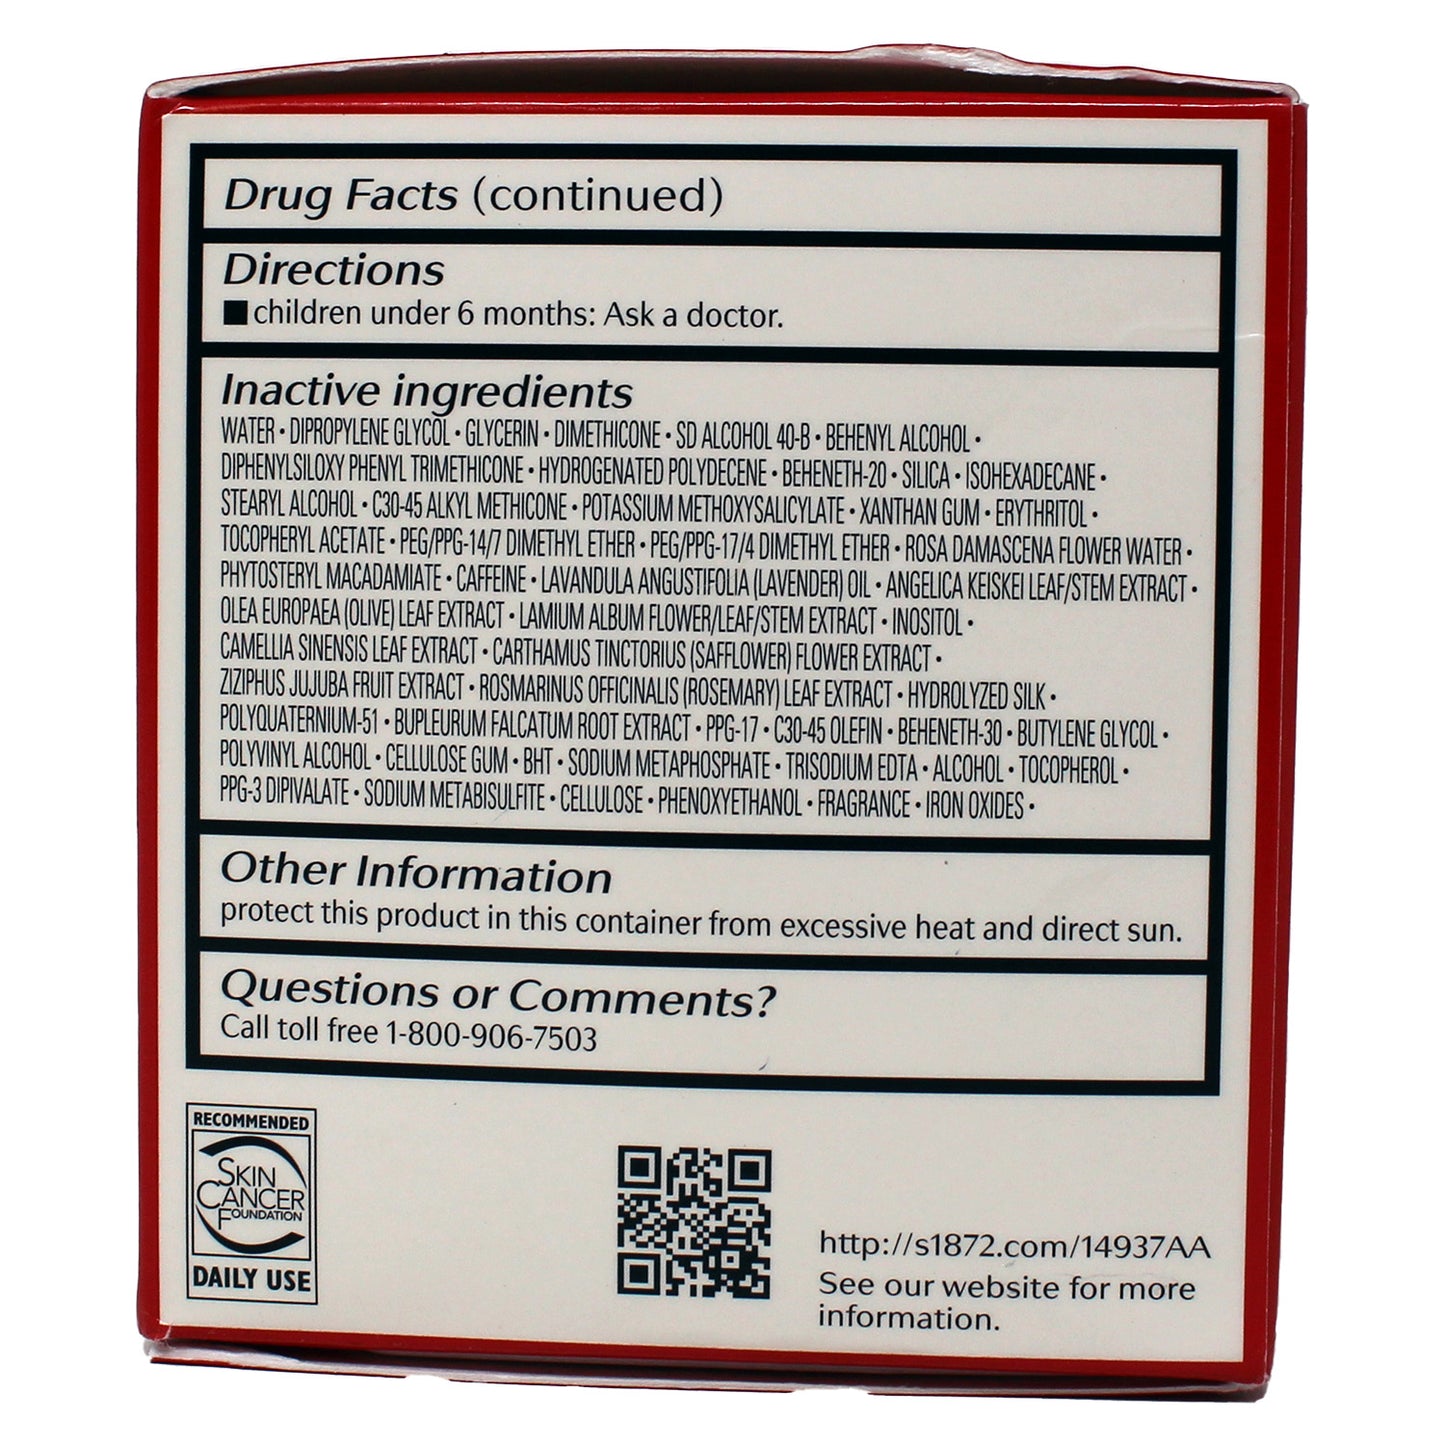 Drug Facts (continued)
Directions
■ children under 6 months: Ask a doctor.
Inactive ingredients
WATER • DIPROPYLENE GLYCOL • GLYCERIN • DIMETHICONE • SD ALCOHOL 40-B • BEHENYL ALCOHOL •
DIPHENYLSILOXY PHENYL TRIMETHICONE • HYDROGENATED POLYDECENE • BEHENETH-20 • SILICA • ISOHEXADECANE •
STEARYL ALCOHOL • C30-45 ALKYL METHICONE • POTASSIUM METHOXYSALICYLATE • XANTHAN GUM • ERYTHRITOL •
TOCOPHERYL ACETATE • PEG/PPG-14/7 DIMETHYL ETHER • PEG/PPG-17/4 DIMETHYL ETHER • ROSA DAMASCENA FLOWER WATER •
PHYTOSTERYL MACADAMIATE • CAFFEINE • LAVANDULA ANGUSTIFOLIA (LAVENDER) OIL • ANGELICA KEISKEI LEAF/STEM EXTRACT •
OLEA EUROPAEA (OLIVE) LEAF EXTRACT • LAMIUM ALBUM FLOWER/LEAF/STEM EXTRACT • INOSITOL •
CAMELLIA SINENSIS LEAF EXTRACT • CARTHAMUS TINCTORIUS (SAFFLOWER) FLOWER EXTRACT •
ZIZIPHUS JUJUBA FRUIT EXTRACT • ROSMARINUS OFFICINALIS (ROSEMARY) LEAF EXTRACT • HYDROLYZED SILK •
POLYQUATERNIUM-51 • BUPLEURUM FALCATUM ROOT EXTRACT • PPG-17 • C30-45 OLEFIN • BEHENETH-30 • BUTYLENE GLYCOL •
POLYVINYL ALCOHOL • CELLULOSE GUM • BHT • SODIUM METAPHOSPHATE • TRISODIUM EDTA • ALCOHOL • TOCOPHEROL •
PPG-3 DIPIVALATE • SODIUM METABISULFITE • CELLULOSE • PHENOXYETHANOL • FRAGRANCE • IRON OXIDES •
Other Information
protect this product in this container from excessive heat and direct sun.
Questions or Comments?
Call toll free 1-800-906-7503
RECOMMENDED
SKIN
CANCER
FOUNDATION
DAILY USE
http://s1872.com/14937AA
See our website for more
information.